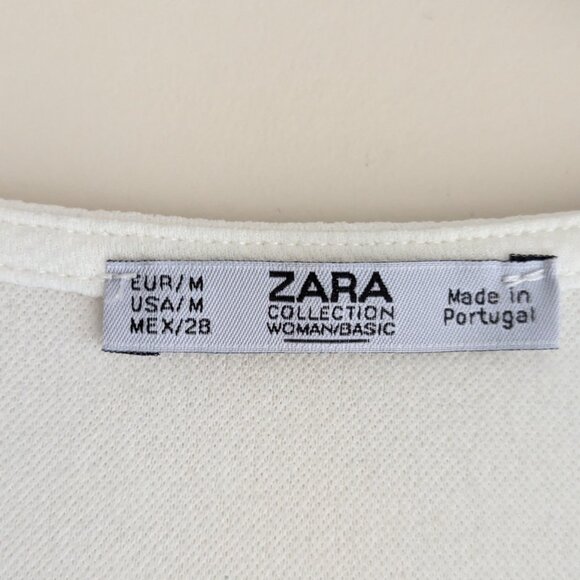 EUR/M
USA/M
MEX/28
ZARA
COLLECTION
WOMAN/BASIC
Made in
Portugal